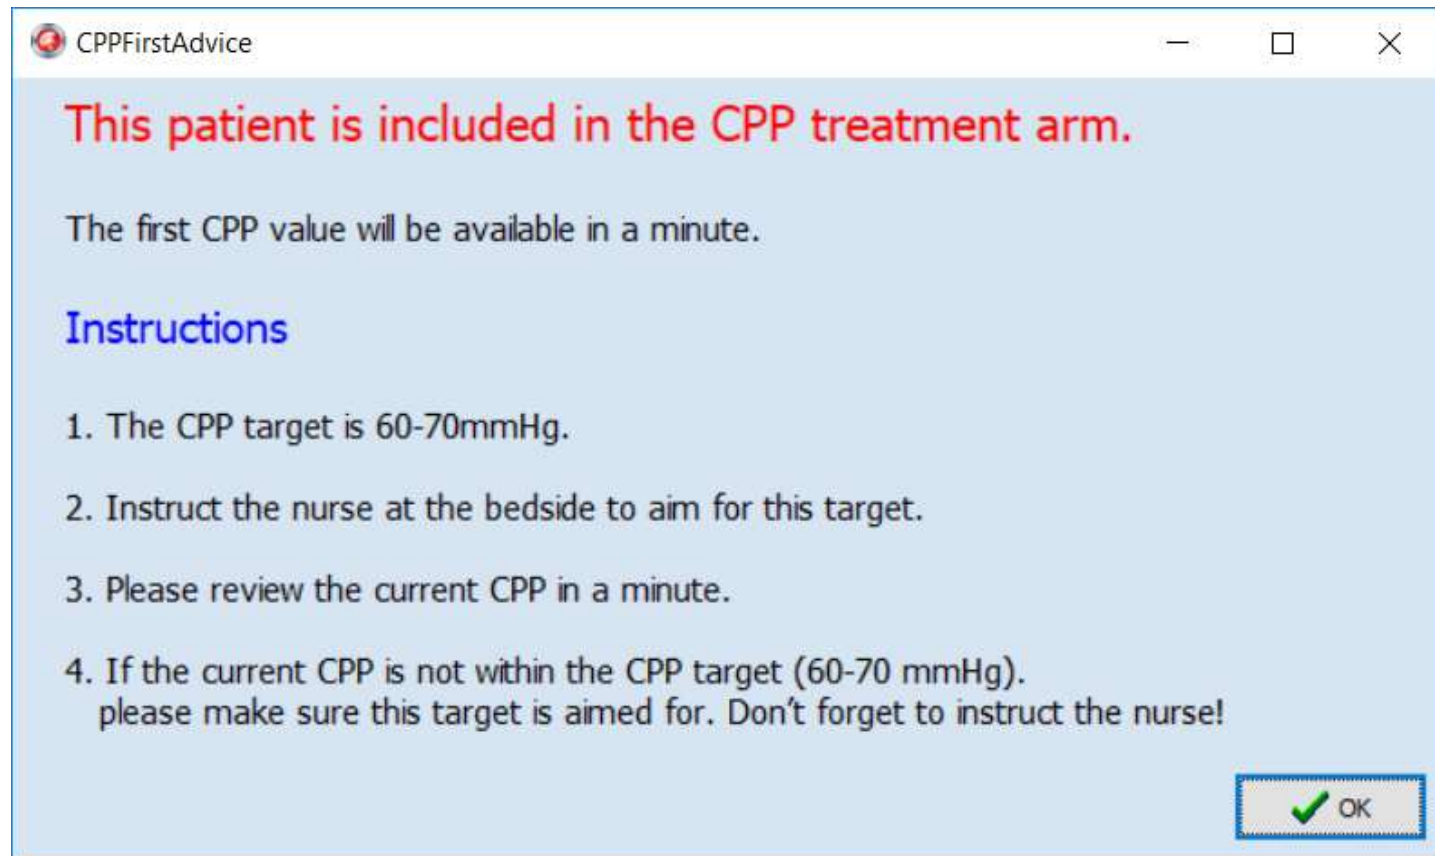 CPPFirstAdvice
This patient is included in the CPP treatment arm.
The first CPP value will be available in a minute.
Instructions
1. The CPP target is 60-70mmHg.
2. Instruct the nurse at the bedside to aim for this target.
3. Please review the current CPP in a minute.
4. If the current CPP is not within the CPP target (60-70 mmHg).
please make sure this target is aimed for. Don't forget to instruct the nurse!
OK